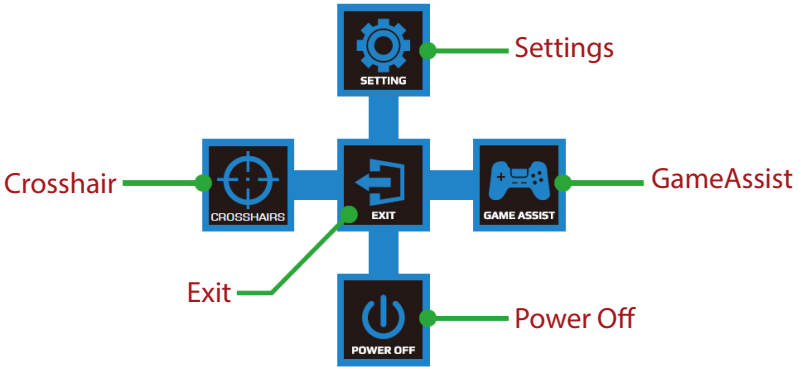 SETTING
Settings
Crosshair
CROSSHAIRS
EXIT
GAME ASSIST
GameAssist
Exit
POWER OFF
Power Off